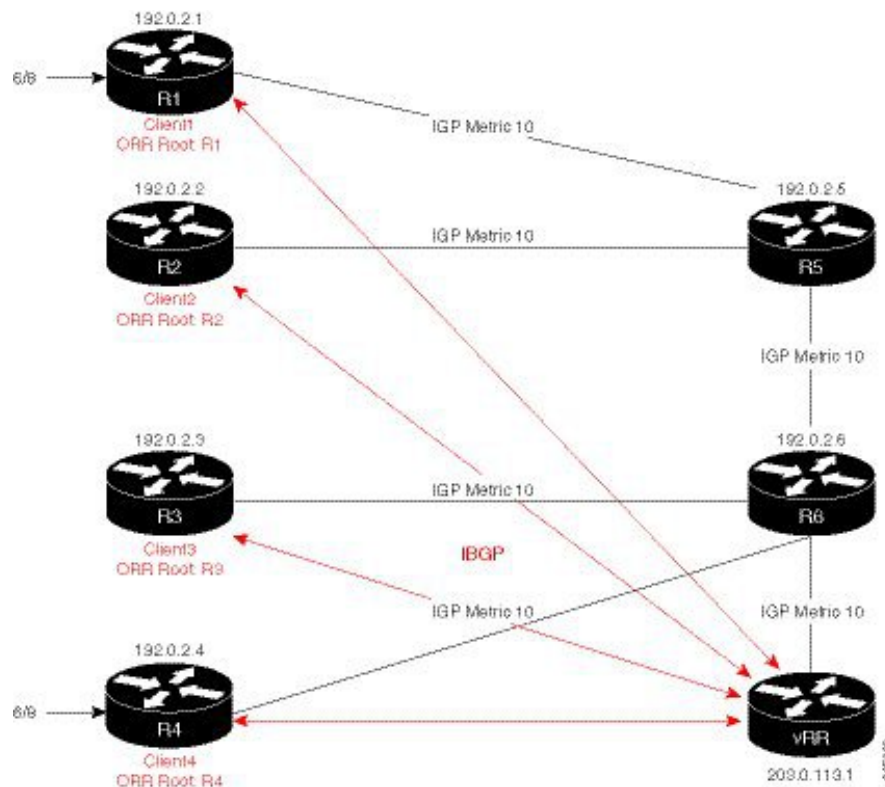 192.0.2.1
6/8
R1
Client1
ORR Root: R1
IGP Metric 10
192.0.2.2
192.0.2.5
R2
IGP Metric 10
R5
Client2
ORR Root: R2
IGP Metric 10
192.0.2.3
192.0.2.6
R3
IGP Metric 10
R6
Client3
ORR Root: R3
IBGP
IGP Metric 10
IGP Metric 10
192.0.2.4
6/8
R4
vRR
Client4
ORR Root: R4
203.0.113.1